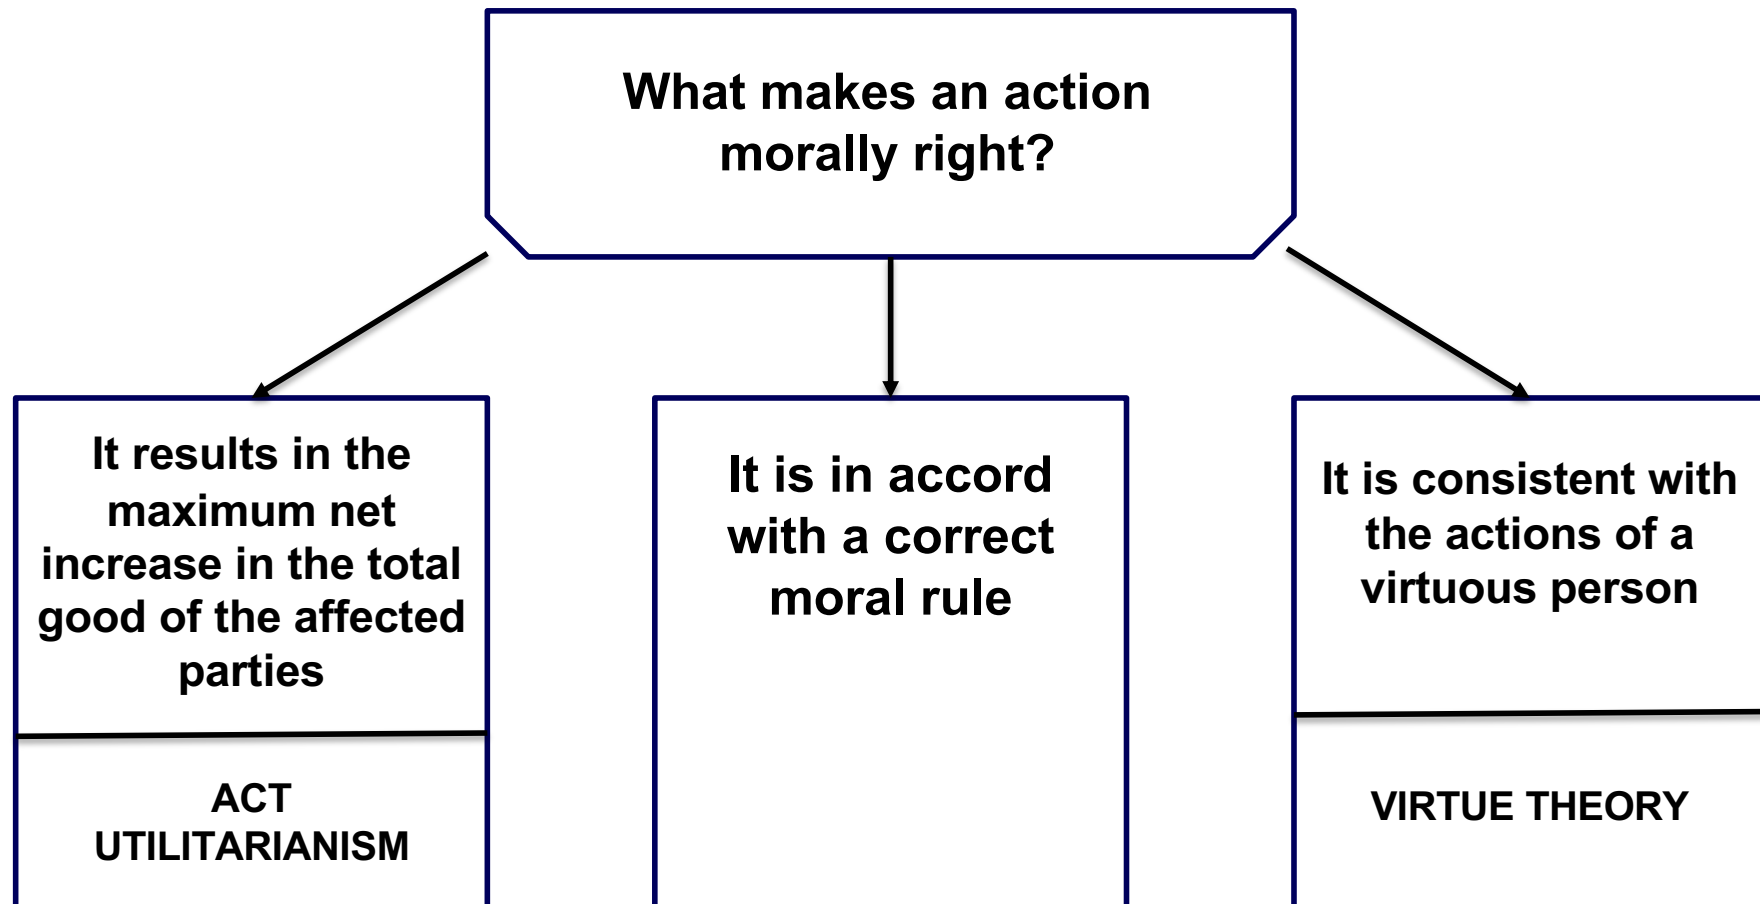 What makes an action
morally right?
It results in the
maximum net
increase in the total
good of the affected
parties
ACT
UTILITARIANISM
It is in accord
with a correct
moral rule
It is consistent with
the actions of a
virtuous person
VIRTUE THEORY